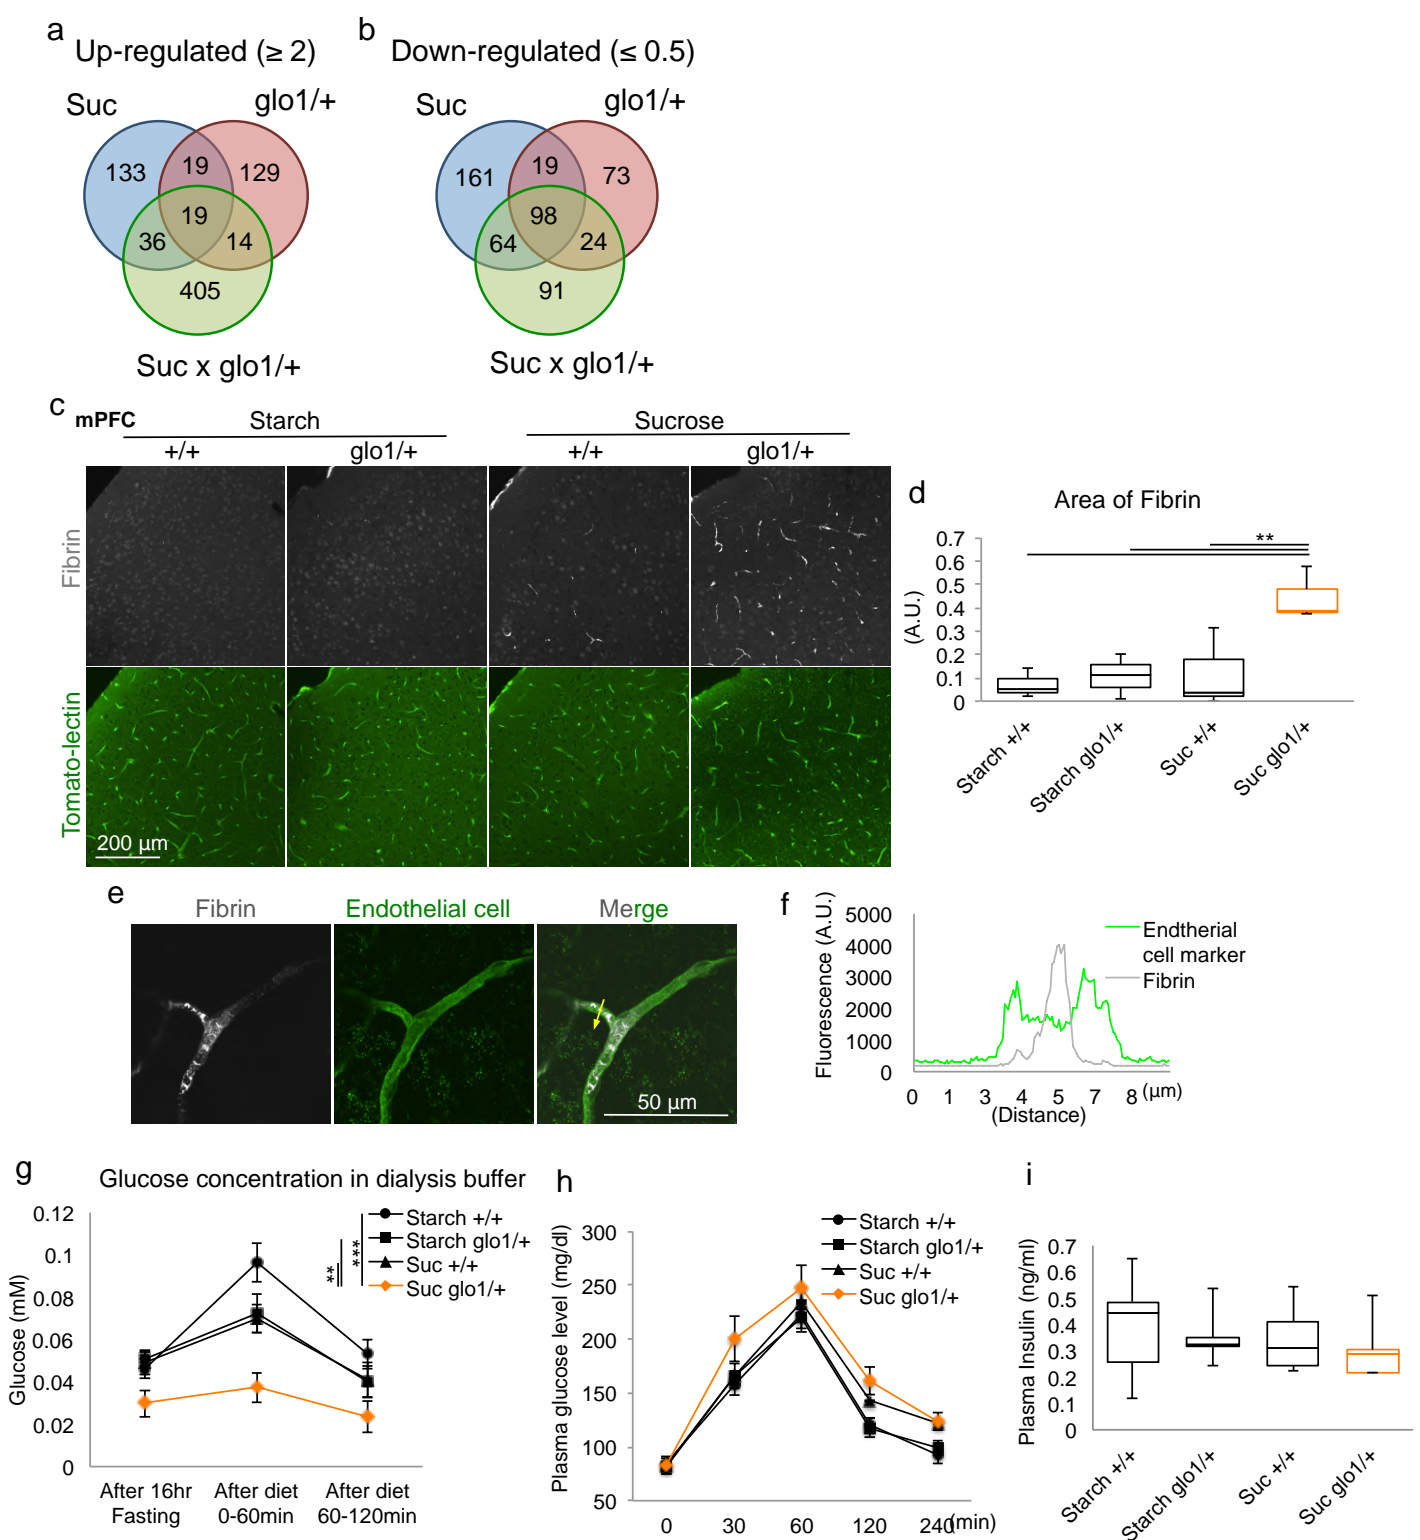 a
Up-regulated (≥ 2)
Suc
glo1/+
133
19
129
19
36
14
405
Suc x glo1/+
b
Down-regulated (≤ 0.5)
Suc
glo1/+
161
19
73
98
64
24
91
Suc x glo1/+
c
mPFC
Starch
Sucrose
+/+
glo1/+
+/+
glo1/+
Fibrin
Tomato-lectin
200 µm
d
Area of Fibrin
(A.U.)
0.7
0.6
0.5
0.4
0.3
0.2
0.1
0
**
Starch +/+
Starch glo1/+
Suc +/+
Suc glo1/+
e
Fibrin
Endothelial cell
Merge
50 µm
f
Fluorescence (A.U.)
5000
4000
3000
2000
1000
0
Endtherial
cell marker
Fibrin
0 1 3 4 5 7 8 (µm)
(Distance)
g
Glucose concentration in dialysis buffer
Glucose (mM)
0.12
0.1
0.08
0.06
0.04
0.02
0
**
***
Starch +/+
Starch glo1/+
Suc +/+
Suc glo1/+
After 16hr
Fasting
After diet
0-60min
After diet
60-120min
h
Plasma glucose level (mg/dl)
300
250
200
150
100
50
Starch +/+
Starch glo1/+
Suc +/+
Suc glo1/+
0 30 60 120 240 (min)
i
Plasma Insulin (ng/ml)
0.7
0.6
0.5
0.4
0.3
0.2
0.1
0
Starch +/+
Starch glo1/+
Suc +/+
Suc glo1/+